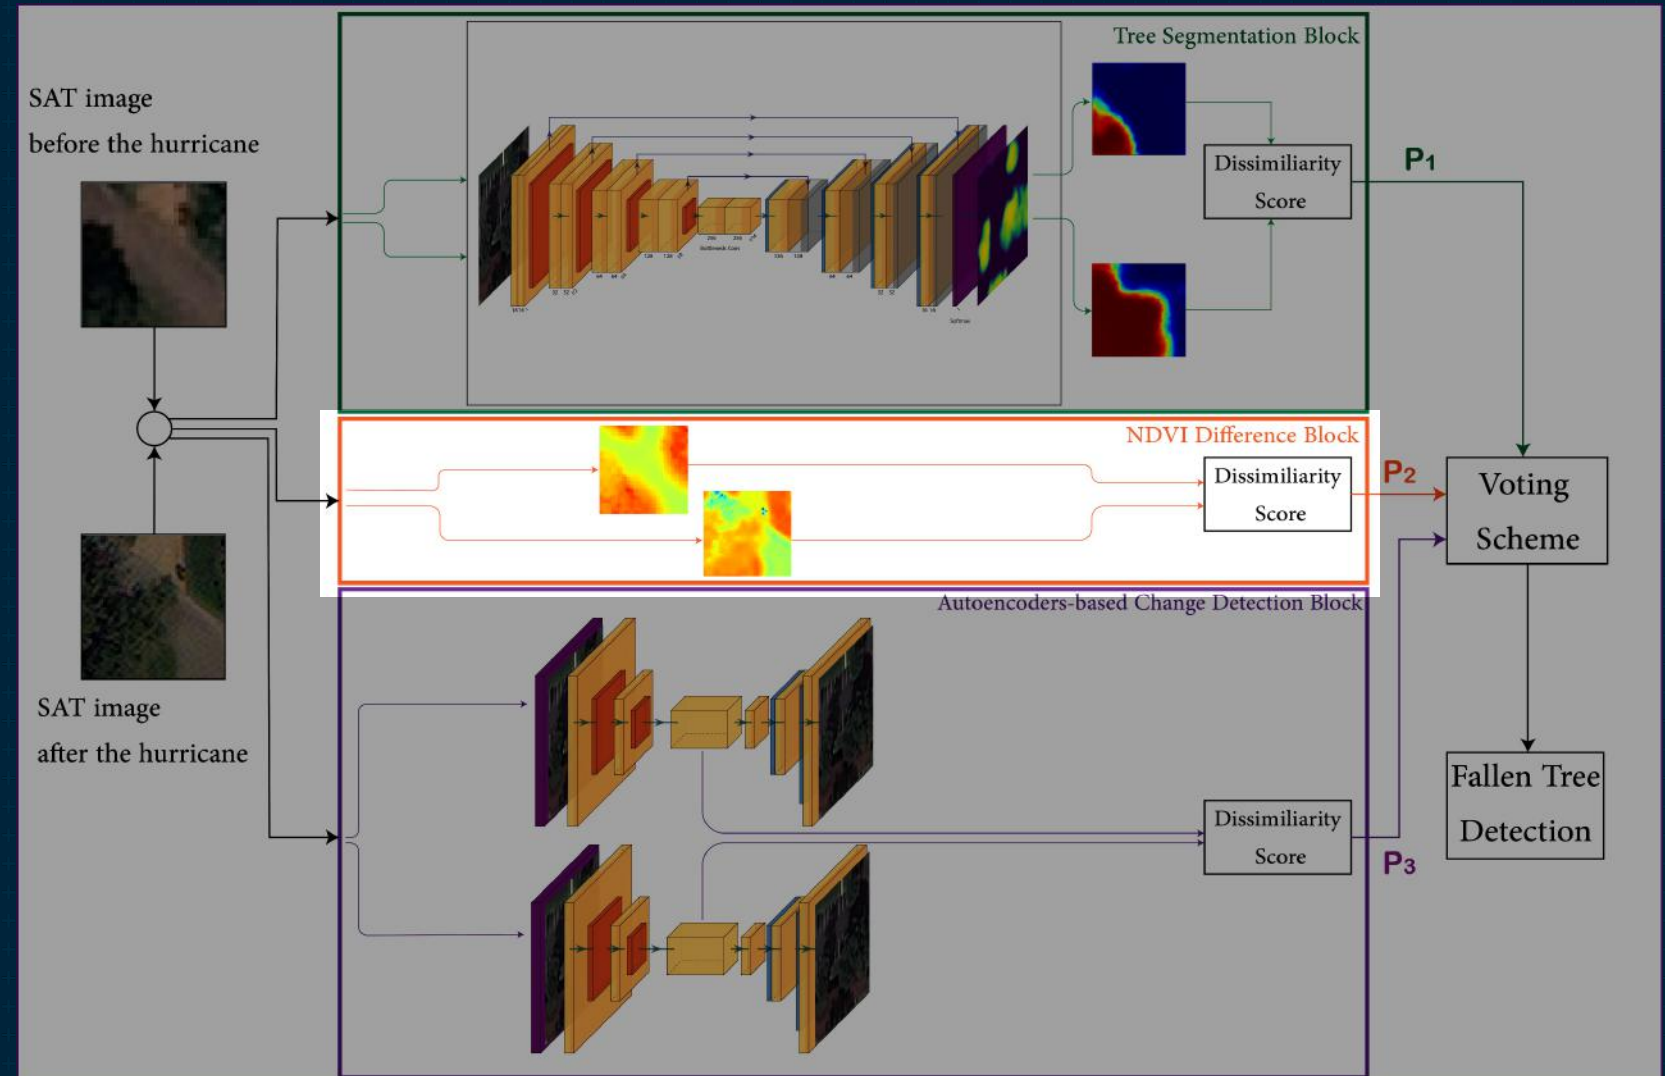 SAT image
before the hurricane
SAT image
after the hurricane
Tree Segmentation Block
Dissimiliarity
Score
P1
Softmax
NDVI Difference Block
Dissimiliarity
Score
P2
Voting
Scheme
Autoencoders-based Change Detection Block
Dissimiliarity
Score
P3
Fallen Tree
Detection